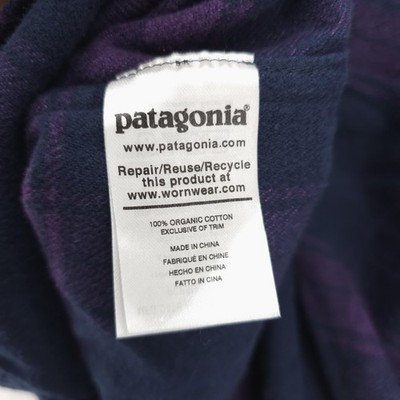 patagonia®
www.patagonia.com
Repair/Reuse/Recycle
this product at
www.wornwear.com
100% ORGANIC COTTON
EXCLUSIVE OF TRIM
MADE IN CHINA
FABRIQUÉ EN CHINE
HECHO EN CHINA
FATTO IN CINA